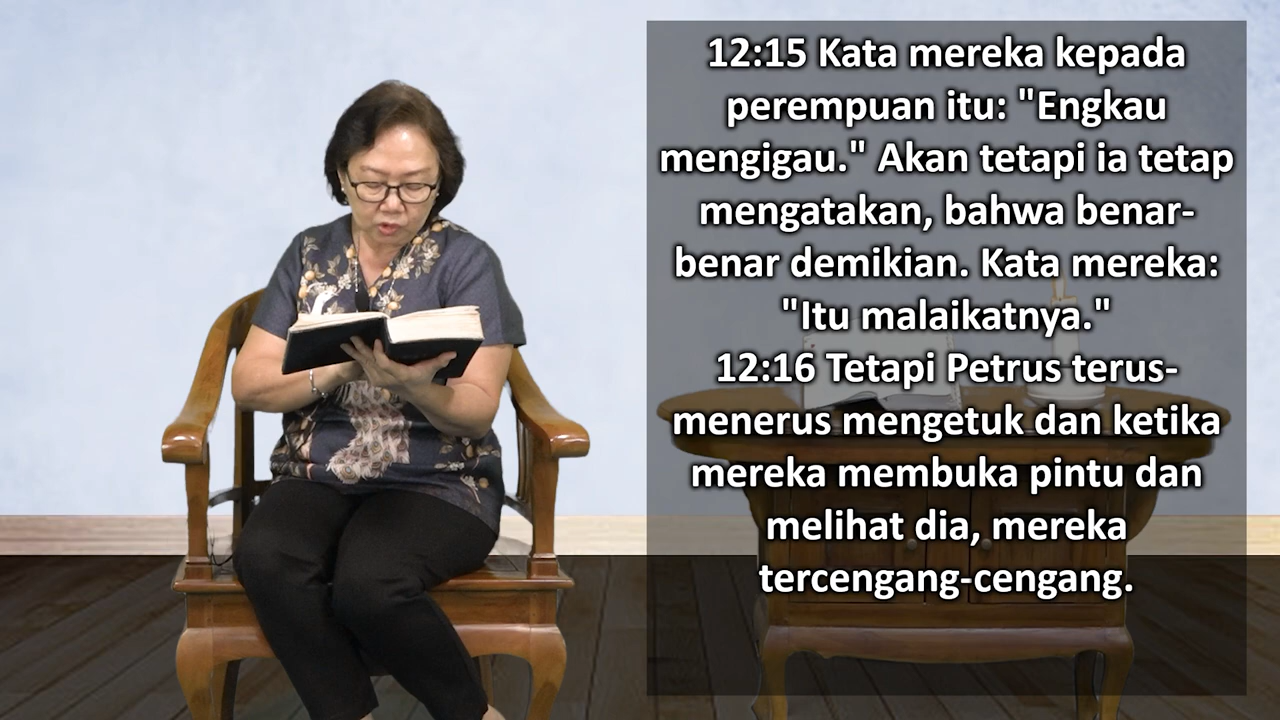 12:15 Kata mereka kepada
perempuan itu: "Engkau
mengigau." Akan tetapi ia tetap
mengatakan, bahwa benar-
benar demikian. Kata mereka:
"Itu malaikatnya."
12:16 Tetapi Petrus terus-
menerus mengetuk dan ketika
mereka membuka pintu dan
melihat dia, mereka
tercengang-cengang.